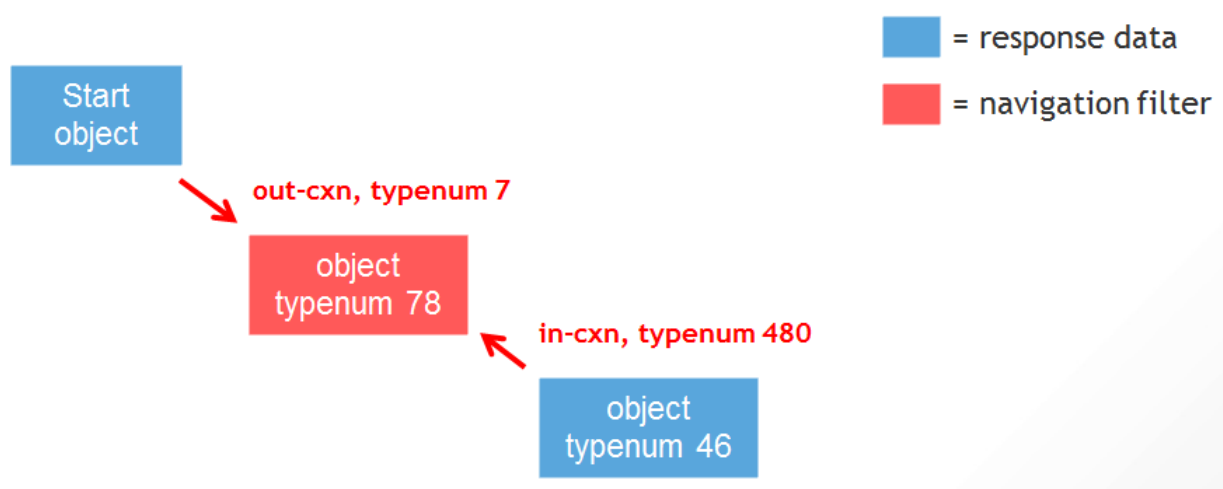 = response data
= navigation filter
Start
object
out-cxn, typenum 7
object
typenum 78
in-cxn, typenum 480
object
typenum 46